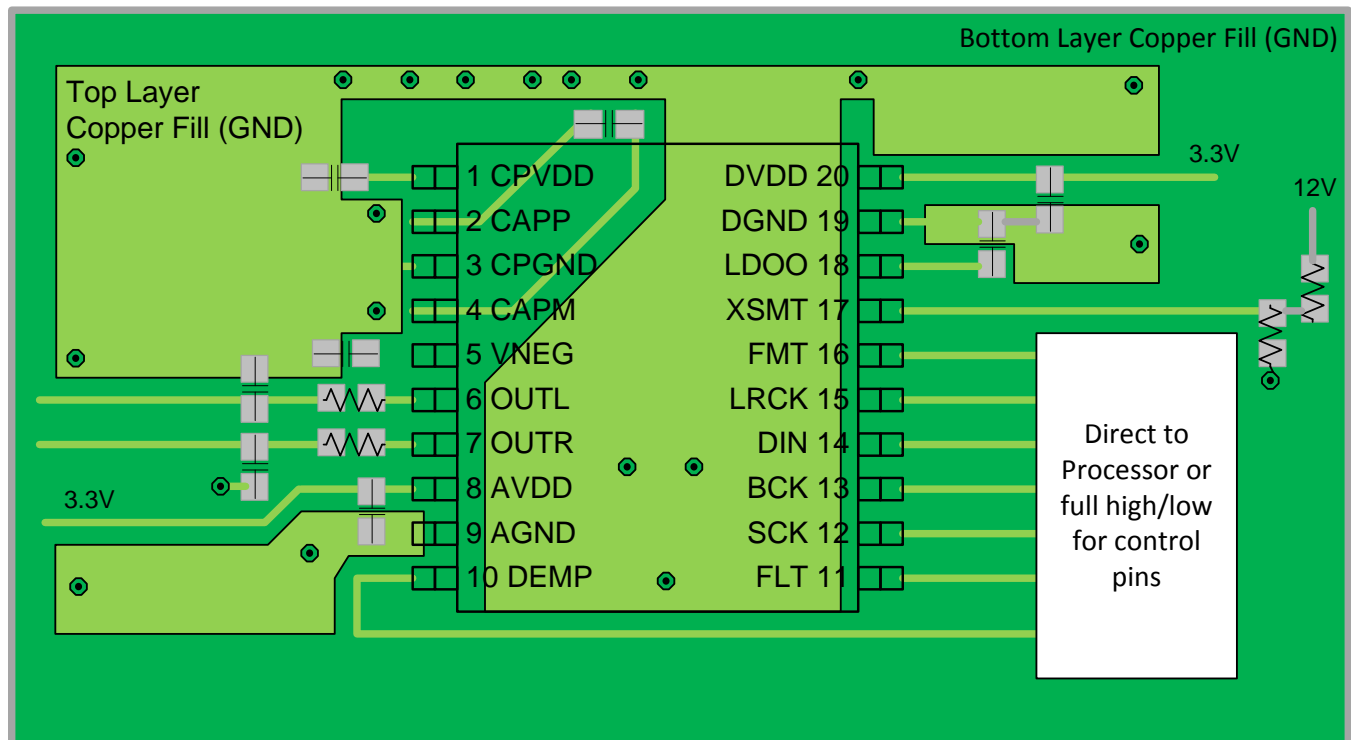 Bottom Layer Copper Fill (GND)
Top Layer
Copper Fill (GND)
1 CPVDD
2 CAPP
3 CPGND
4 CAPM
5 VNEG
6 OUTL
7 OUTR
8 AVDD
9 AGND
10 DEMP
DVDD 20
DGND 19
LDOO 18
XSMT 17
FMT 16
LRCK 15
DIN 14
BCK 13
SCK 12
FLT 11
3.3V
12V
3.3V
Direct to
Processor or
full high/low
for control
pins